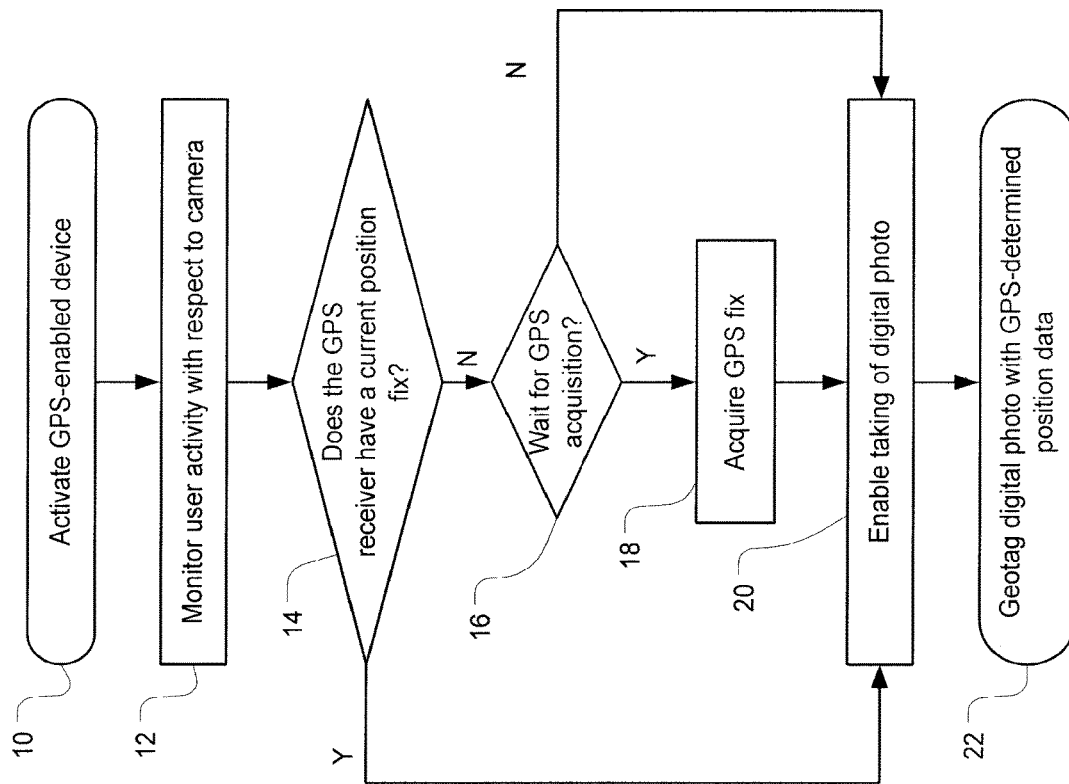 10
Activate GPS-enabled device
12
Monitor user activity with respect to camera
14
Does the GPS
receiver have a current position
fix?
Y
N
16
Wait for GPS
acquisition?
N
Y
18
Acquire GPS fix
20
Enable taking of digital photo
22
Geotag digital photo with GPS-determined
position data